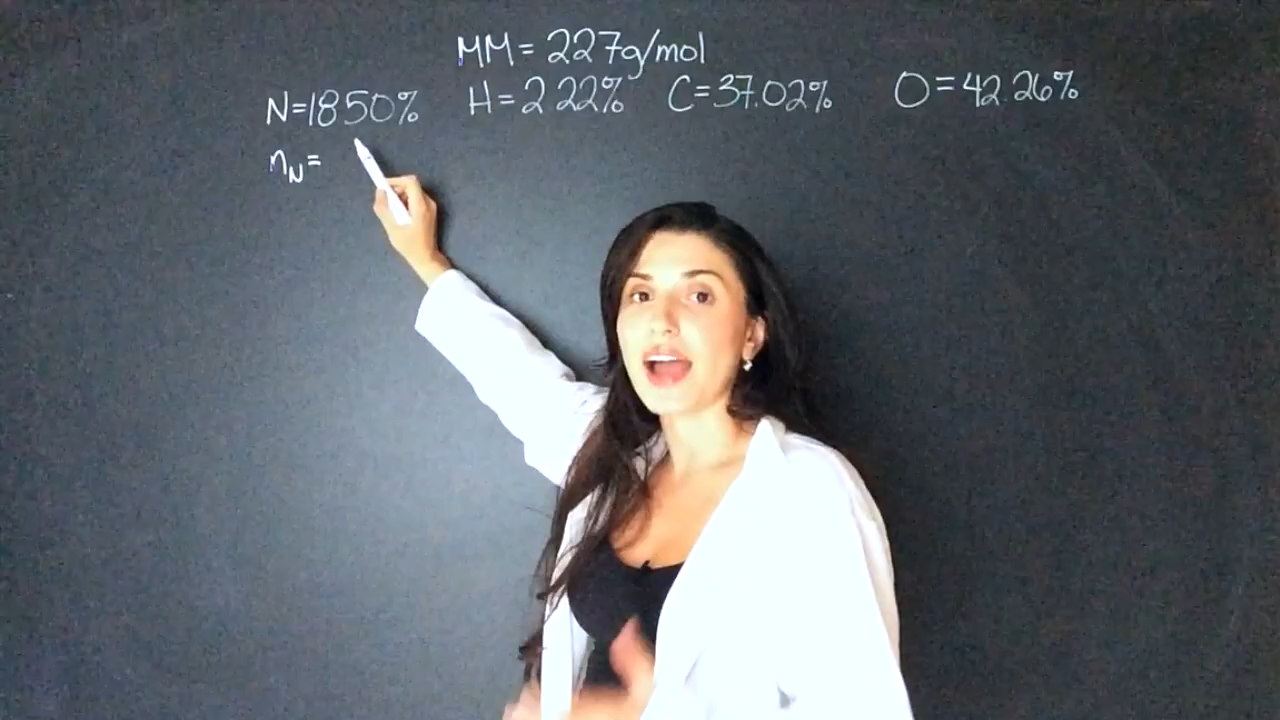 MM = 227g/mol
N=18.50% H=2.22% C=37.02% O=42.26%
nN=